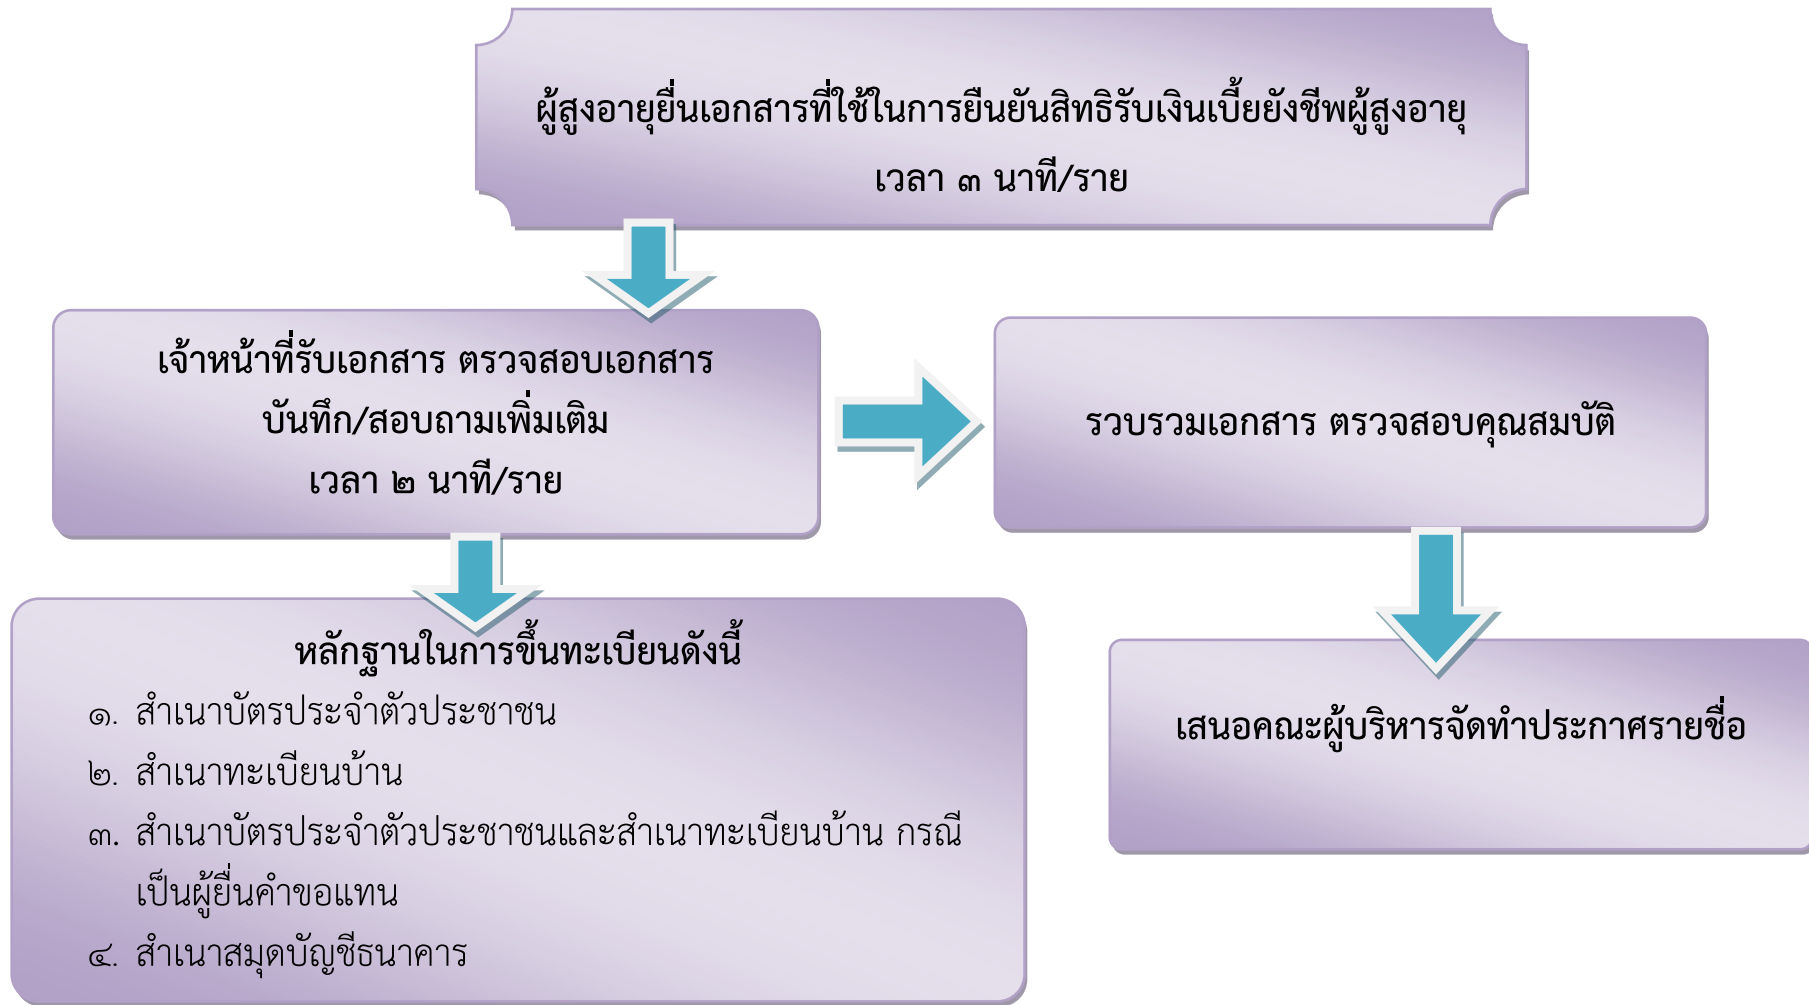 ผู้สูงอายุยื่นเอกสารที่ใช้ในการยืนยันสิทธิรับเงินเบี้ยยังชีพผู้สูงอายุ
เวลา ๓ นาที/ราย
เจ้าหน้าที่รับเอกสาร ตรวจสอบเอกสาร
บันทึก/สอบถามเพิ่มเติม
เวลา ๒ นาที/ราย
รวบรวมเอกสาร ตรวจสอบคุณสมบัติ
หลักฐานในการขึ้นทะเบียนดังนี้
๑. สำเนาบัตรประจำตัวประชาชน
๒. สำเนาทะเบียนบ้าน
๓. สำเนาบัตรประจำตัวประชาชนและสำเนาทะเบียนบ้าน กรณี
เป็นผู้ยื่นคำขอแทน
๔. สำเนาสมุดบัญชีธนาคาร
เสนอคณะผู้บริหารจัดทำประกาศรายชื่อ